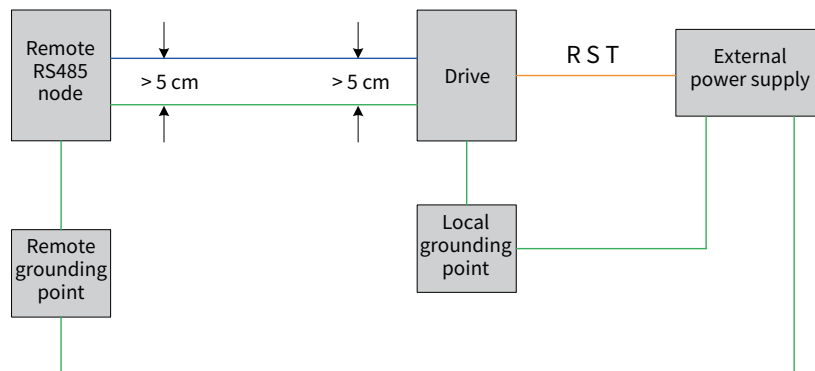 Remote
RS485
node
> 5 cm
> 5 cm
Drive
R S T
External
power supply
Remote
grounding
point
Local
grounding
point